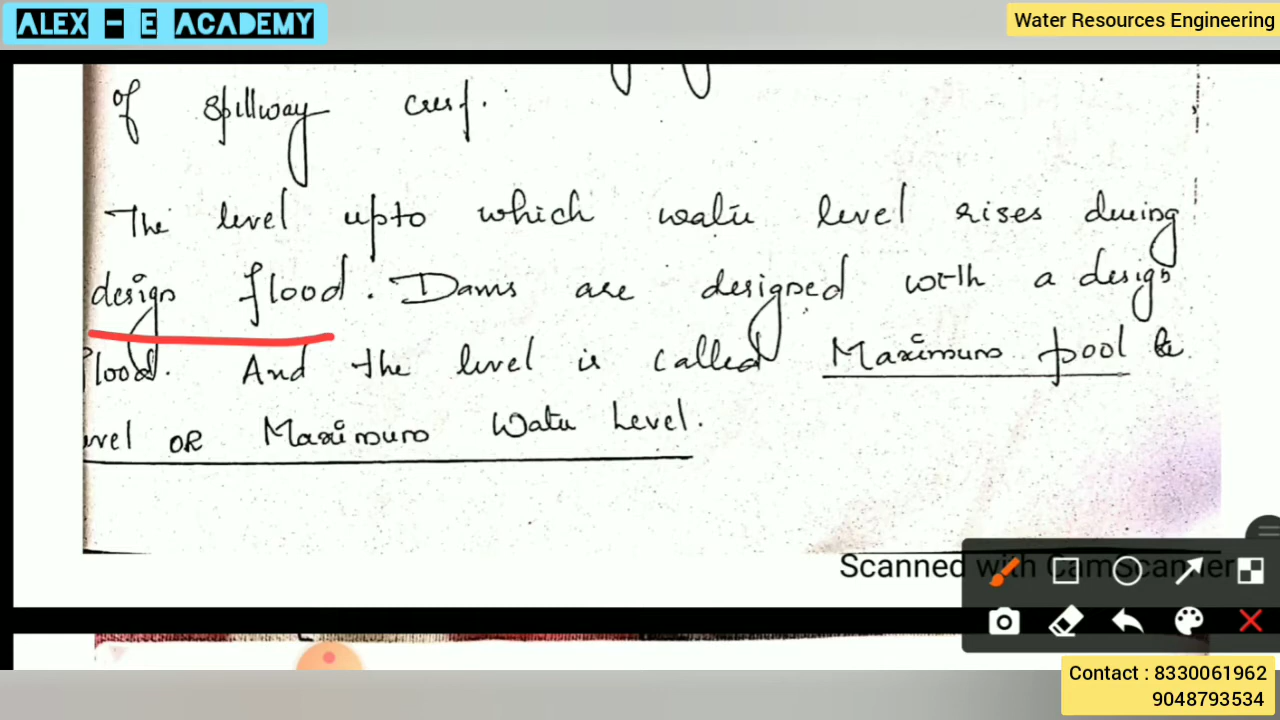 ALEX - E ACADEMY
Water Resources Engineering
of spillway crest.
The level upto which water level rises during
design flood. Dams are designed with a design
flood. And the level is called Maximum pool
level OR Maximum Water Level.
Scanned with CamScanner
Contact : 8330061962
9048793534